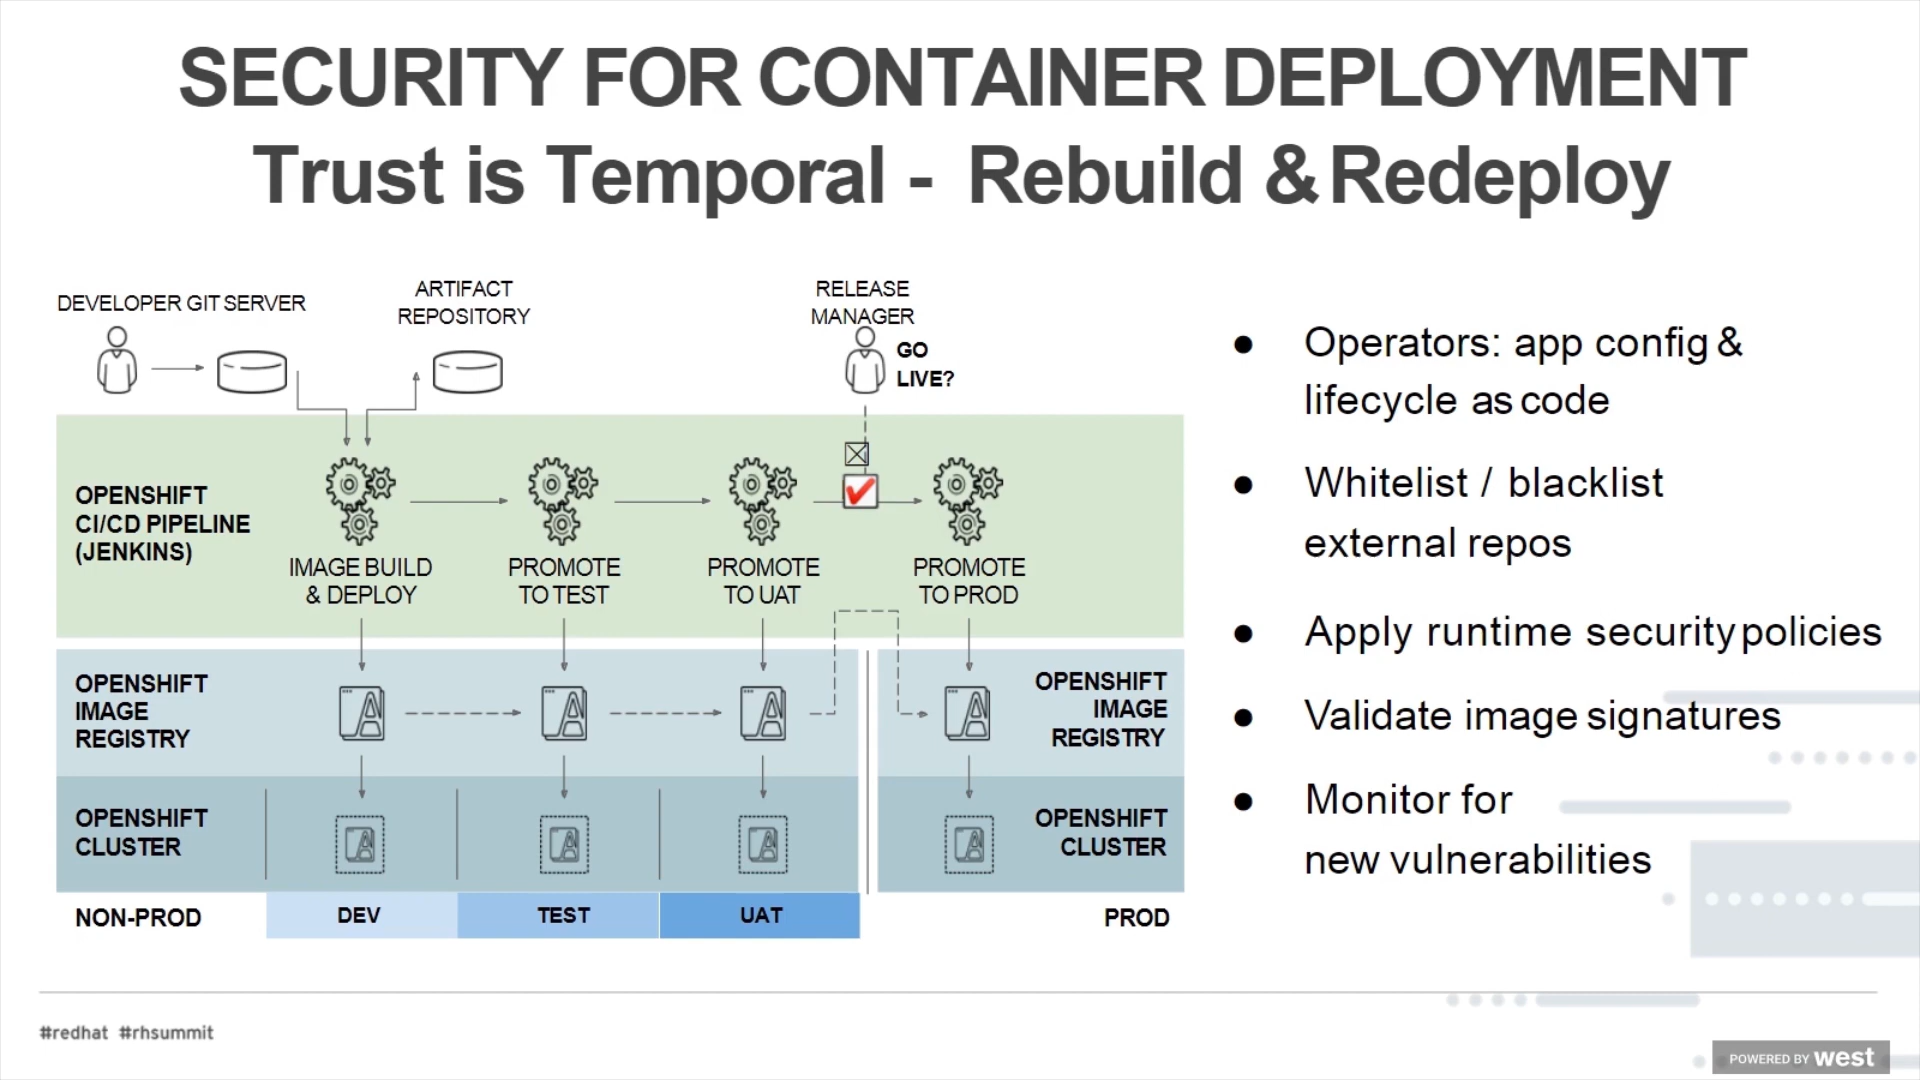 SECURITY FOR CONTAINER DEPLOYMENT
Trust is Temporal - Rebuild & Redeploy
DEVELOPER GIT SERVER
ARTIFACT
REPOSITORY
RELEASE
MANAGER
GO
LIVE?
OPENSHIFT
CI/CD PIPELINE
(JENKINS)
IMAGE BUILD
& DEPLOY
PROMOTE
TO TEST
PROMOTE
TO UAT
PROMOTE
TO PROD
OPENSHIFT
IMAGE
REGISTRY
OPENSHIFT
IMAGE
REGISTRY
OPENSHIFT
CLUSTER
OPENSHIFT
CLUSTER
NON-PROD
DEV
TEST
UAT
PROD
● Operators: app config &
lifecycle as code
● Whitelist / blacklist
external repos
● Apply runtime security policies
● Validate image signatures
● Monitor for
new vulnerabilities
#redhat #rhsummit
POWERED BY west